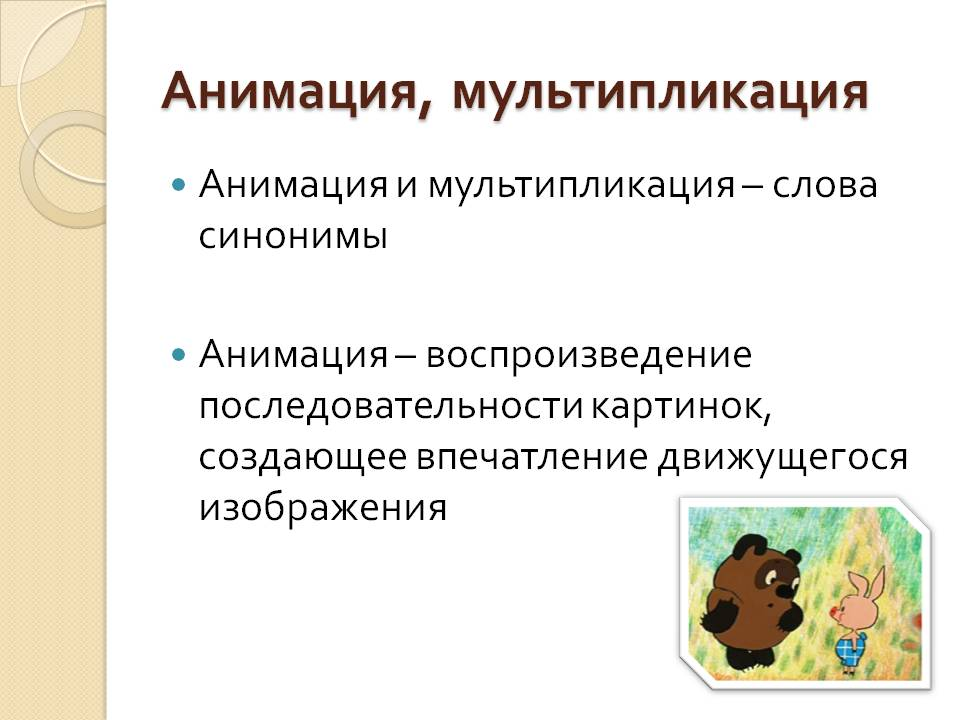 Анимация, мультипликация
Анимация и мультипликация – слова
синонимы
Анимация – воспроизведение
последовательности картинок,
создающее впечатление движущегося
изображения